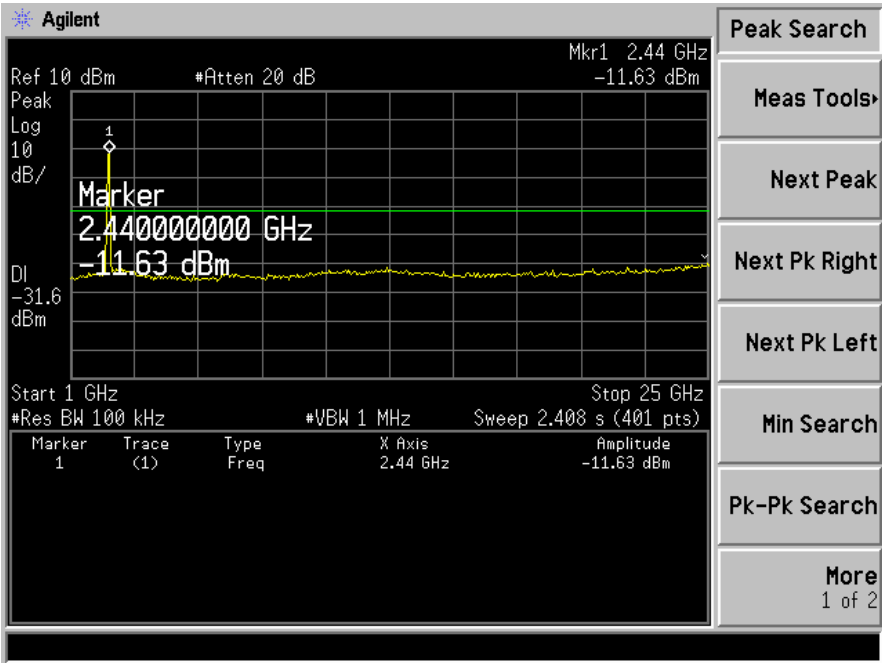 Agilent
Peak Search
Mkr1 2.44 GHz
Ref 10 dBm #Atten 20 dB -11.63 dBm
Peak
Log
10
dB/
1
Marker
2.440000000 GHz
-11.63 dBm
DI
-31.6
dBm
Start 1 GHz Stop 25 GHz
#Res BW 100 kHz #VBW 1 MHz Sweep 2.408 s (401 pts)
Marker Trace Type X Axis Amplitude
1 (1) Freq 2.44 GHz -11.63 dBm
Meas Tools
Next Peak
Next Pk Right
Next Pk Left
Min Search
Pk-Pk Search
More
1 of 2